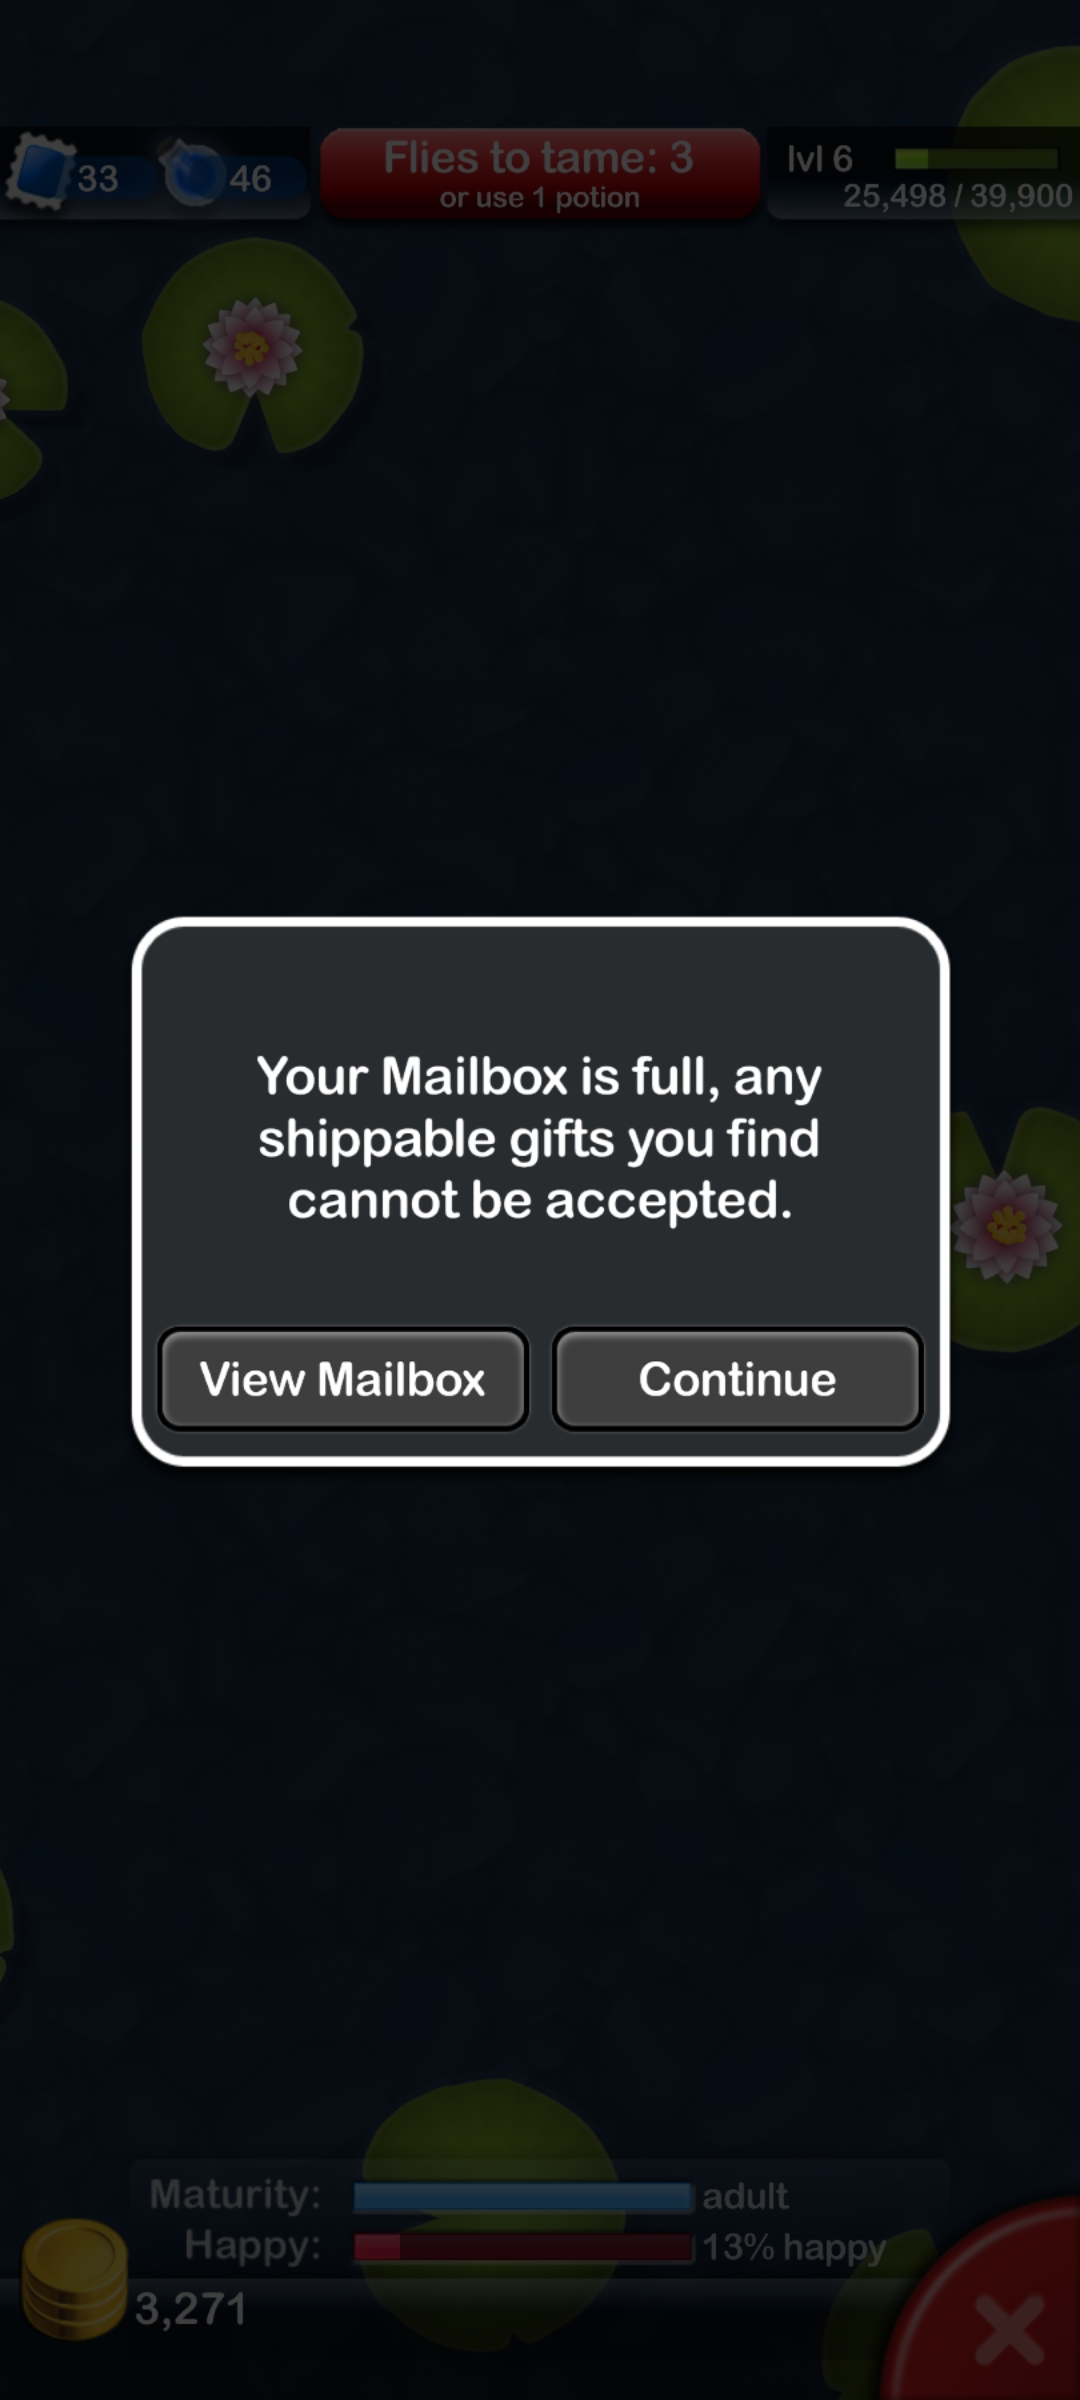 33
46
Flies to tame: 3
or use 1 potion
lvl 6
25,498 / 39,900
Your Mailbox is full, any
shippable gifts you find
cannot be accepted.
View Mailbox
Continue
Maturity:
adult
Happy:
13% happy
3,271